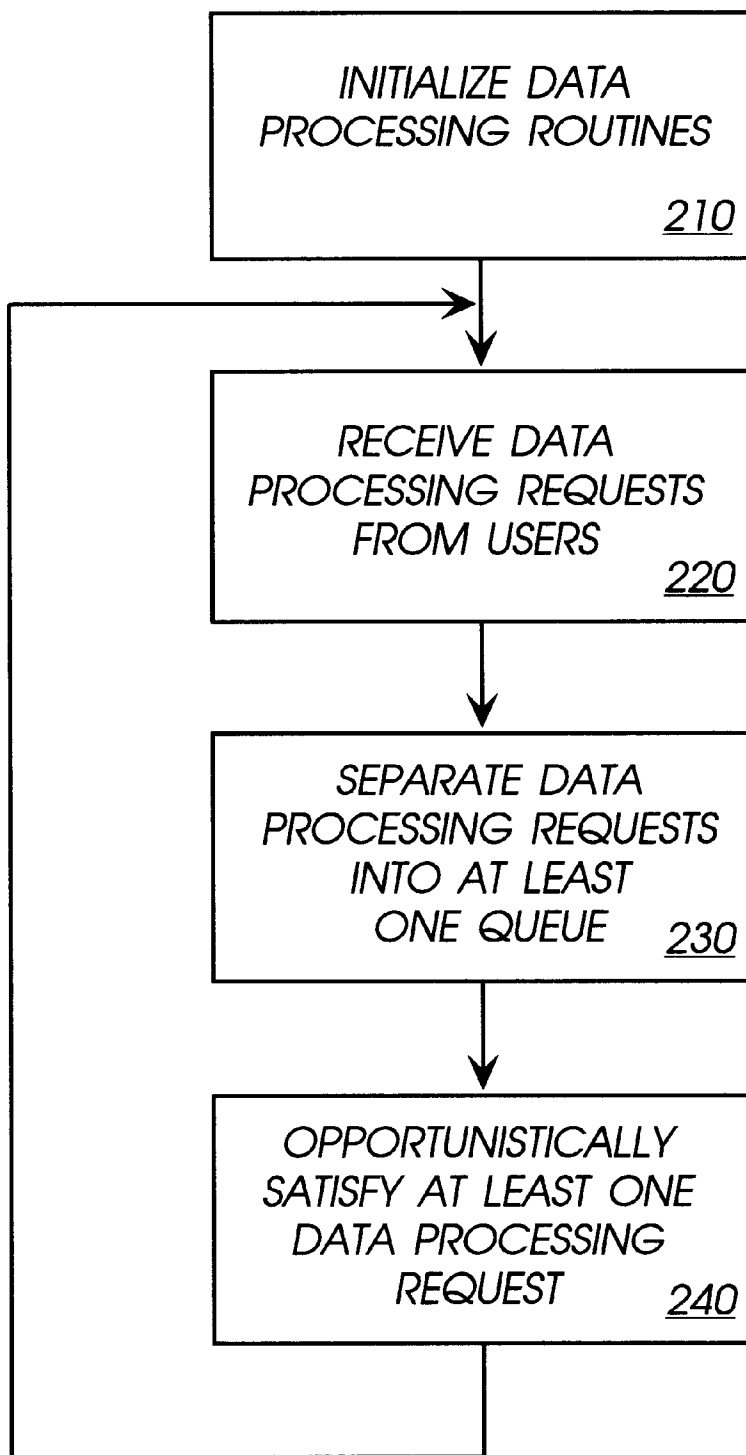 INITIALIZE DATA
PROCESSING ROUTINES
210
RECEIVE DATA
PROCESSING REQUESTS
FROM USERS
220
SEPARATE DATA
PROCESSING REQUESTS
INTO AT LEAST
ONE QUEUE
230
OPPORTUNISTICALLY
SATISFY AT LEAST ONE
DATA PROCESSING
REQUEST
240